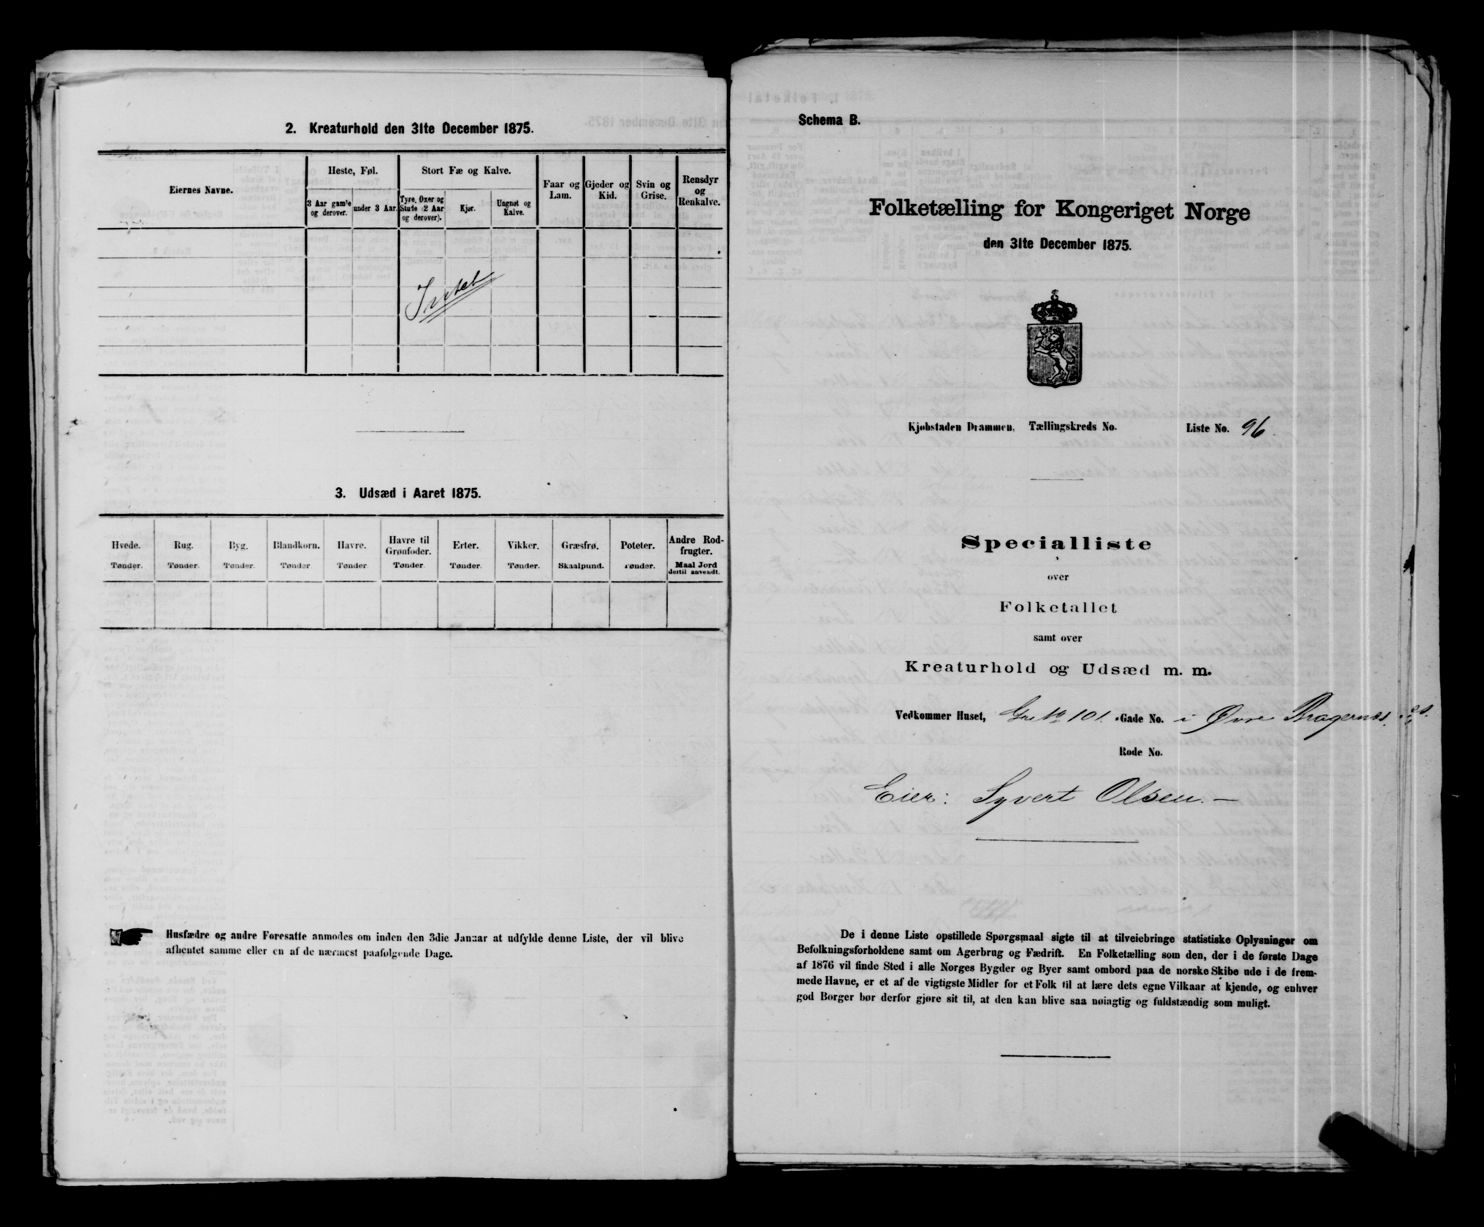 2. Kreaturhold den 31te December 1875.
Eiernes Navne.
Heste, Føl.
Stort Fæ og Kalve.
Faar og Lam.
Gjeder og Kid.
Svin og Grise.
Rensdyr og Renkalve.
3 Aar gamle og derover.
under 3 Aar.
Tyre, Oxer og Stude (2 Aar og derover).
Kjør.
Ungnøt og Kalve.
Intet
3. Udsæd i Aaret 1875.
Hvede. Rug. Byg. Blandkorn. Havre. Havre til Grønfoder. Erter. Vikker. Græsfrø. Poteter. Andre Rodfrugter.
Tønder. Tønder. Tønder. Tønder Tønder Tønder. Tønder. Tønder. Skaalpund. Tønder. Maal Jord dertil anvendt.
Husfædre og andre Foresatte anmodes om inden den 3die Januar at udfylde denne Liste, der vil blive
afhentet samme eller en af de nærmest paafølgende Dage.
Schema B.
Folketælling for Kongeriget Norge
den 31te December 1875.
Kjøbstaden Drammen. Tællingskreds No. Liste No. 96.
Specialliste
over
Folketallet
samt over
Kreaturhold og Udsæd m. m.
Vedkommer Huset, Gr. No 101. Gade No. i Øvre Bragernæs.
Rode No.
Eier: Syvert Olsen. —
De i denne Liste opstillede Spørgsmaal sigte til at tilveiebringe statistiske Oplysninger om
Befolkningsforholdene samt om Agerbrug og Fædrift. En Folketælling som den, der i de første Dage
af 1876 vil finde Sted i alle Norges Bygder og Byer samt ombord paa de norske Skibe ude i de frem-
mede Havne, er et af de vigtigste Midler for et Folk til at lære dets egne Vilkaar at kjende, og enhver
god Borger bør derfor gjøre sit til, at den kan blive saa nøiagtig og fuldstændig som muligt.